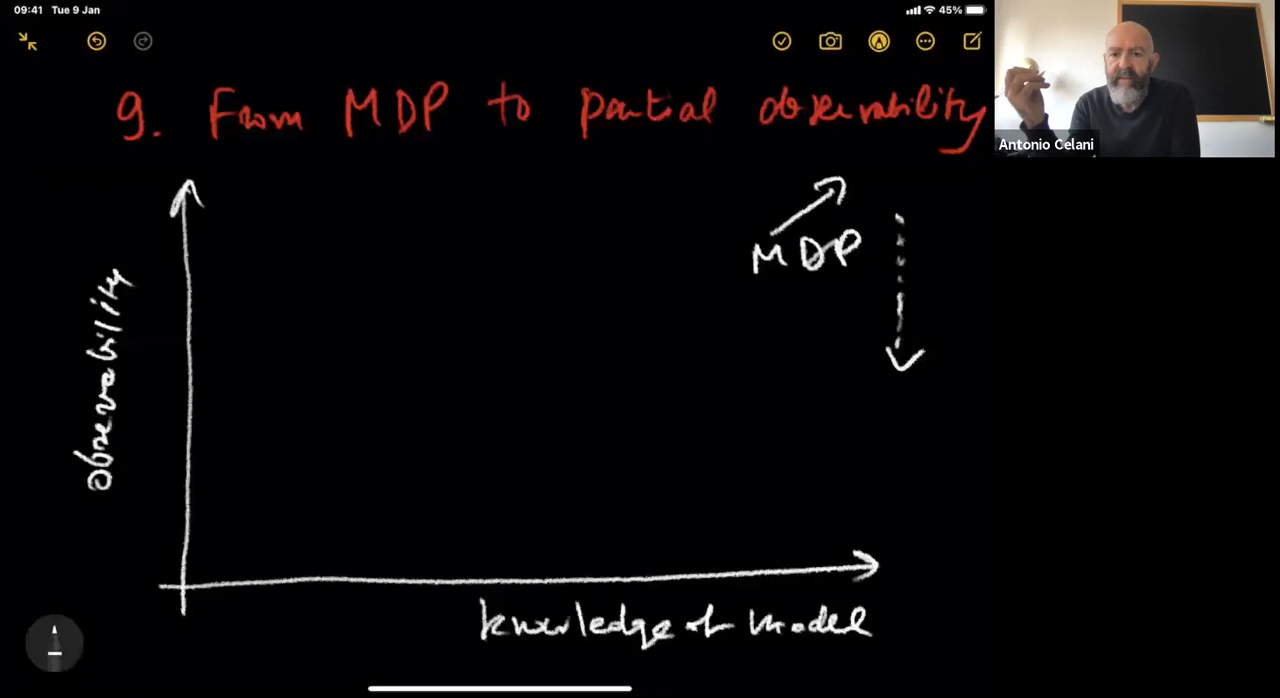 09:41 Tue 9 Jan
45%
9. From MDP to partial observability
Antonio Celani
MDP
observability
knowledge of model